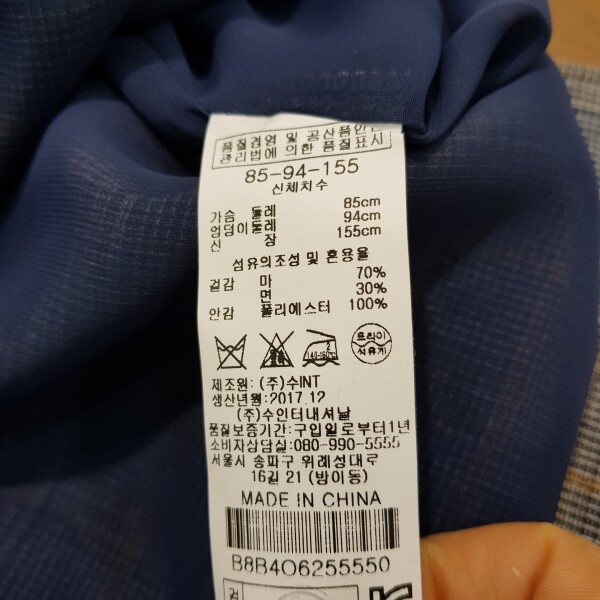 품질경영 및 공산품안전
관리법에 의한 품질표시
85-94-155
신체치수
가슴 둘레 85cm
엉덩이둘레 94cm
신 장 155cm
섬유의조성 및 혼용율
겉감 마 70%
면 30%
안감 폴리에스터 100%
2
140-160℃
드라이
석유계
제조원: (주)수INT
생산년월: 2017.12
(주)수인터내셔날
품질보증기간:구입일로부터1년
소비자상담실:080-990-5555
서울시 송파구 위례성대로
16길 21 (방이동)
MADE IN CHINA
B8B4O6255550